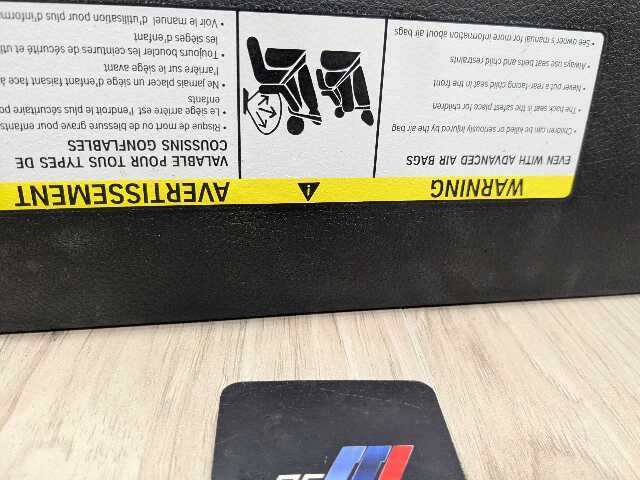 WARNING
EVEN WITH ADVANCED AIR BAGS
• Children can be killed or seriously injured by the air bag
• The back seat is the safest place for children
• Never put a rear-facing child seat in the front
• Always use seat belts and child restraints
• See owner's manual for more information about air bags
AVERTISSEMENT
VALABLE POUR TOUS TYPES DE
COUSSINS GONFLABLES
• Risque de mort ou de blessure grave pour
• Le siège arrière est l'endroit le plus sécuritaire
enfants
• Ne jamais placer un siège d'enfant faisant face à
l'arrière sur le siège avant
• Toujours boucler les ceintures de sécurité et
les sièges d'enfant
• Voir le manuel d'utilisation pour plus